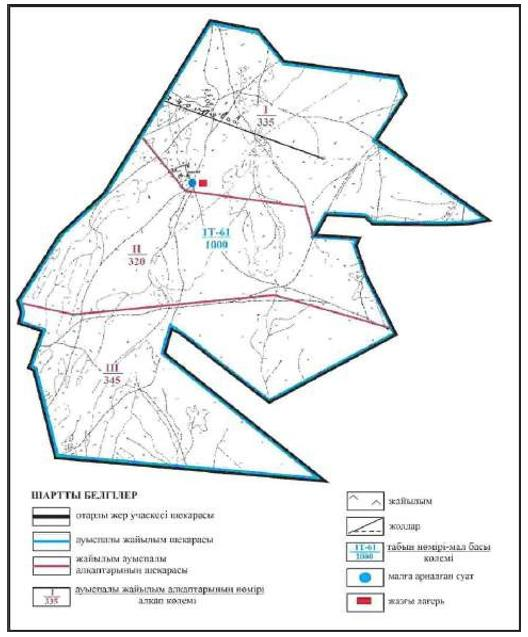 I
335
1Т-61
1000
II
320
III
345
ШАРТТЫ БЕЛГІЛЕР
отарлы жер учаскесі шекарасы
ауыспалы жайылым шекарасы
жайылым ауыспалы
алқаптарының шекарасы
I
335
ауыспалы жайылым алқаптарының нөмірі
алқап көлемі
жайылым
жолдар
1Т-61
1000
табын нөмірі-мал басы
көлемі
малға арналған суат
жазғы лагерь